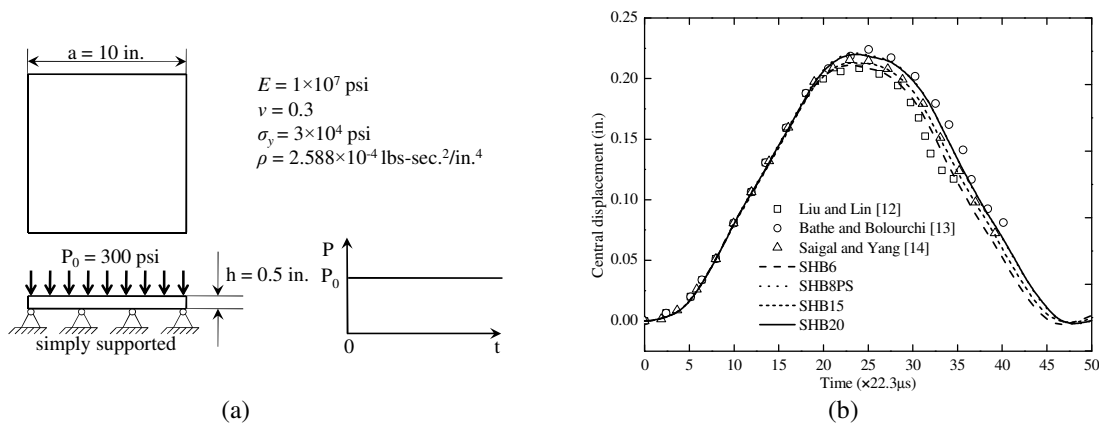 a = 10 in.
E = 1×10⁷ psi
ν = 0.3
σy = 3×10⁴ psi
ρ = 2.588×10⁻⁴ lbs-sec.²/in.⁴
P₀ = 300 psi
h = 0.5 in.
simply supported
P
P₀
0
t
(a)
Central displacement (in.)
0.25
0.20
0.15
0.10
0.05
0.00
Liu and Lin [12]
Bathe and Bolourchi [13]
Saigal and Yang [14]
SHB6
SHB8PS
SHB15
SHB20
0 5 10 15 20 25 30 35 40 45 50
Time (×22.3μs)
(b)